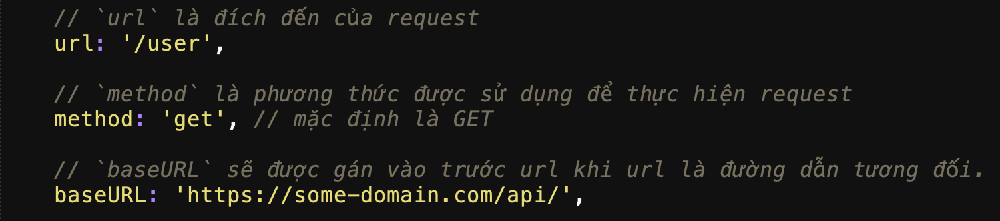 // `url` là đích đến của request
url: '/user',
// `method` là phương thức được sử dụng để thực hiện request
method: 'get', // mặc định là GET
// `baseURL` sẽ được gán vào trước url khi url là đường dẫn tương đối.
baseURL: 'https://some-domain.com/api/',